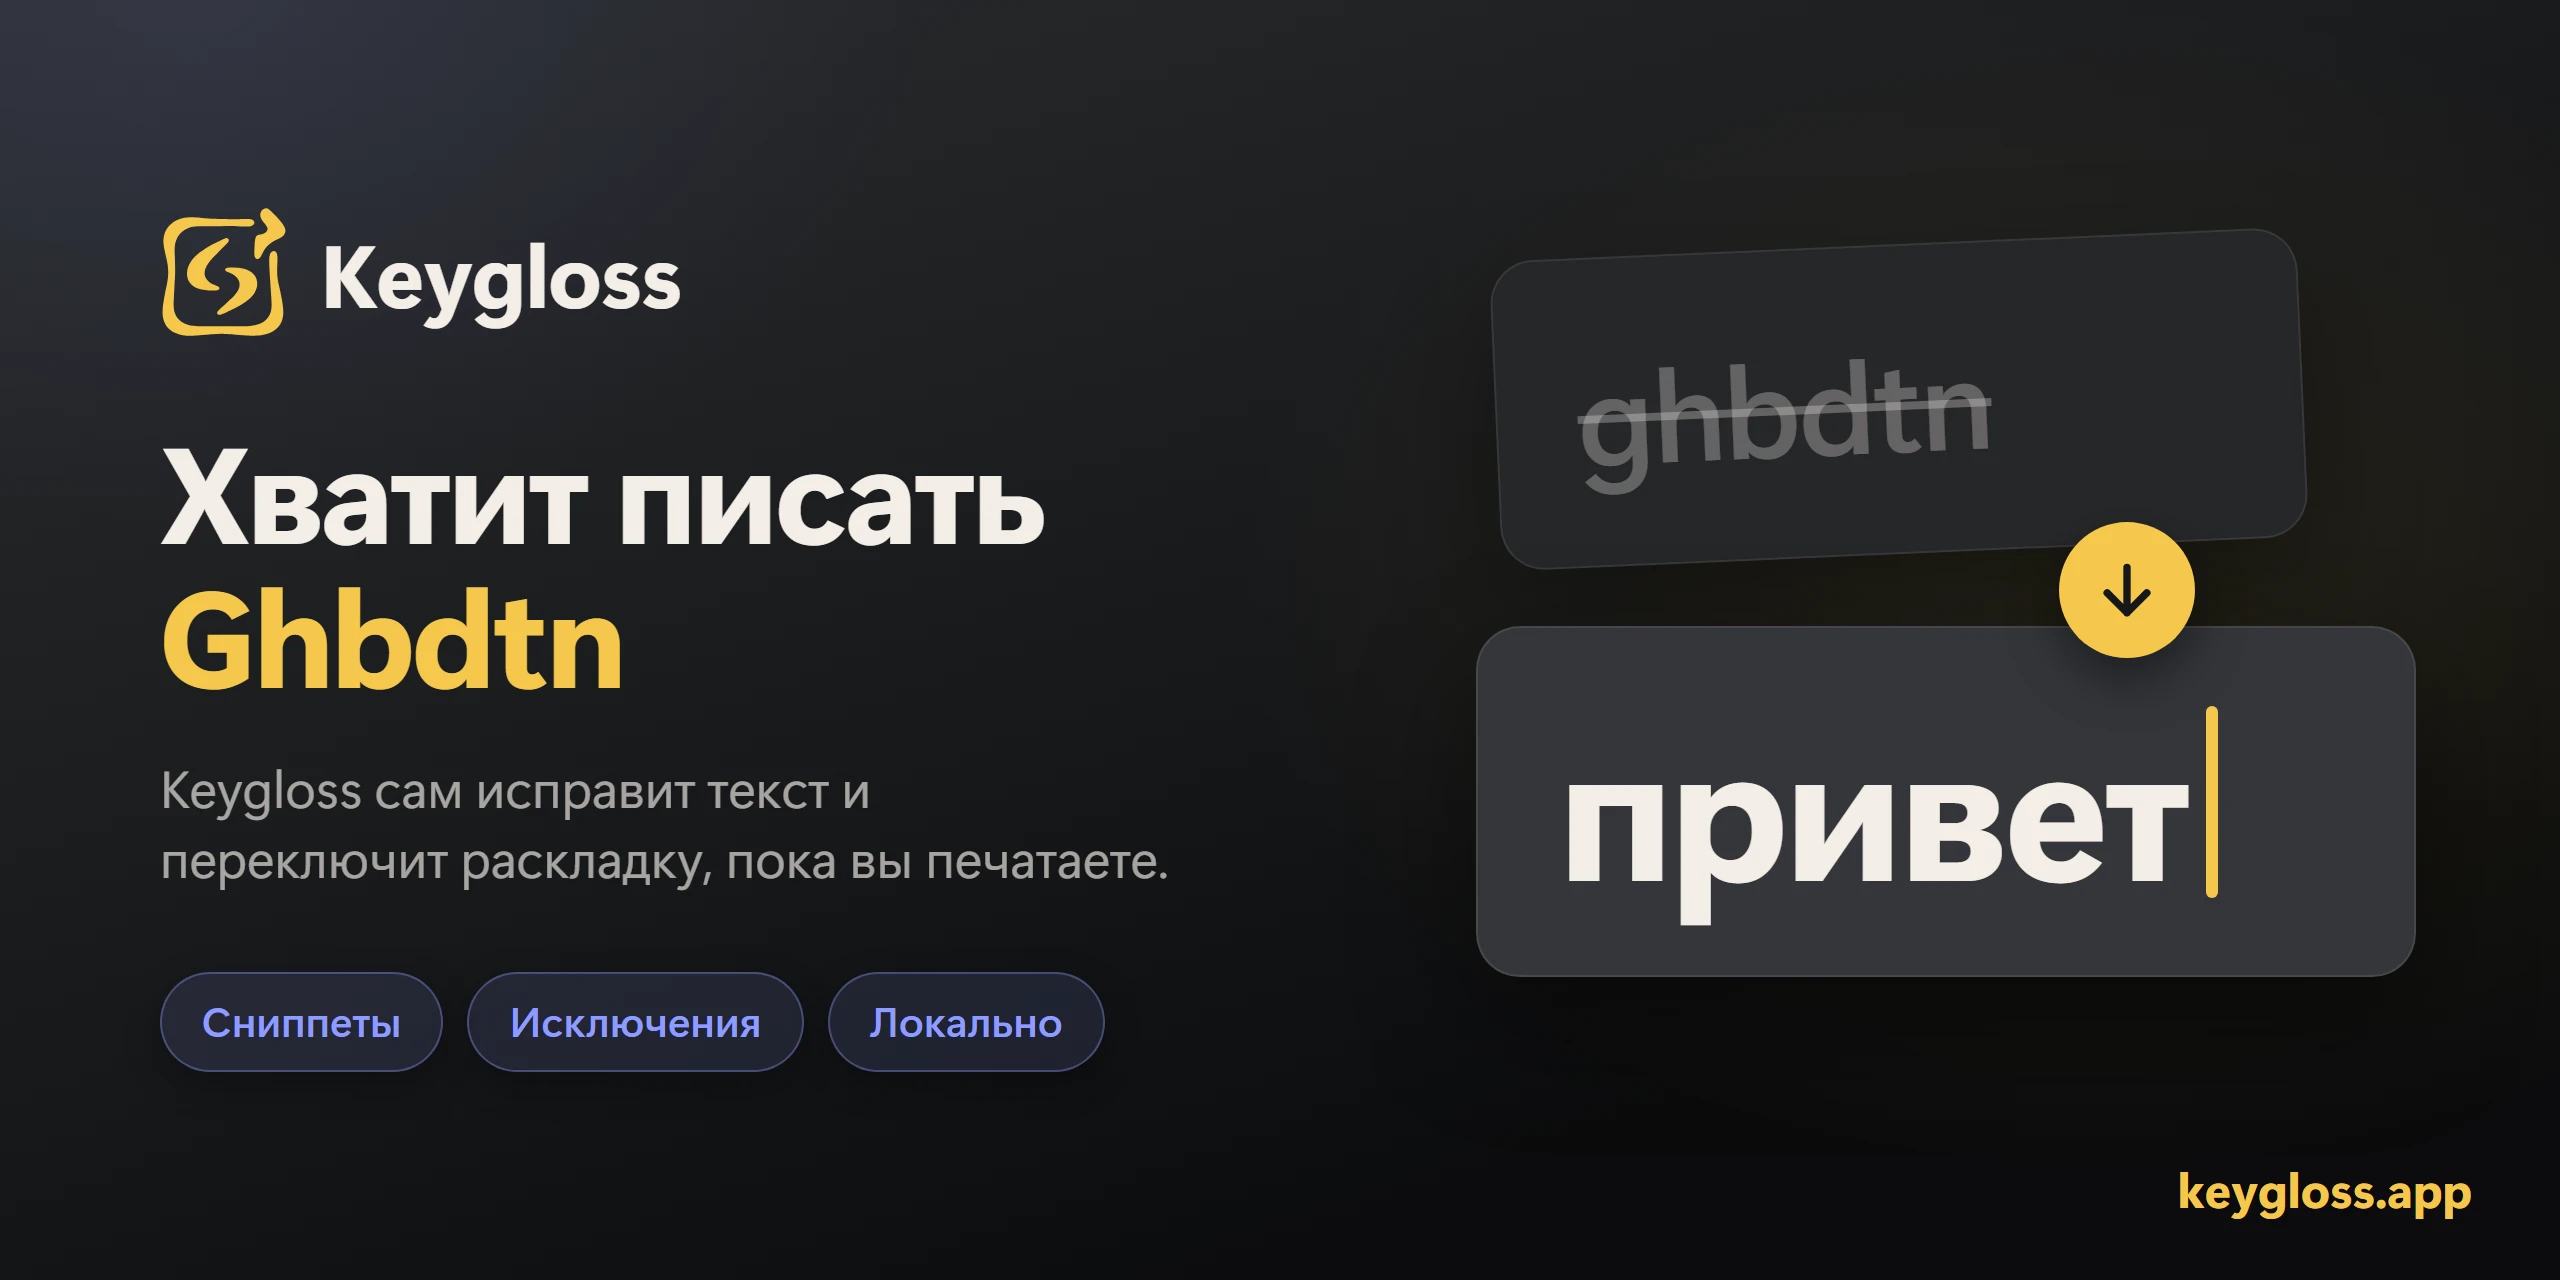 Keygloss
Хватит писать
Ghbdtn
Keygloss сам исправит текст и
переключит раскладку, пока вы печатаете.
Сниппеты
Исключения
Локально
ghbdtn
привет
keygloss.app